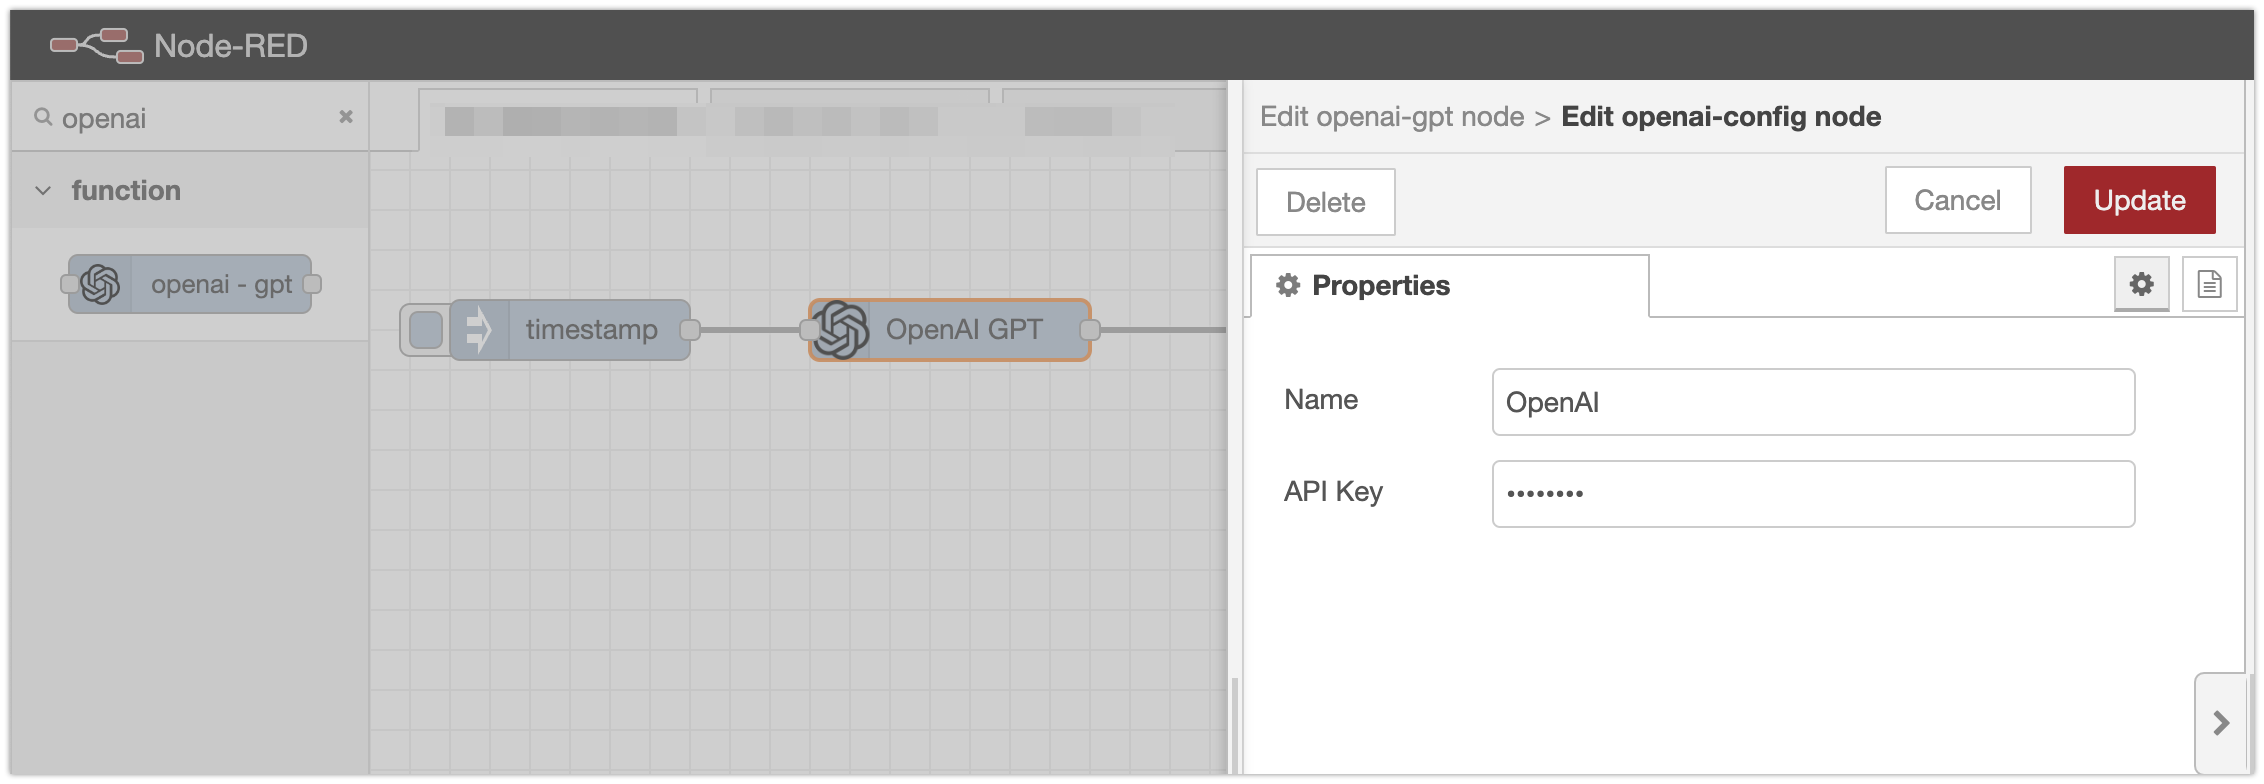 Node-RED
openai
function
openai - gpt
timestamp
OpenAI GPT
Edit openai-gpt node > Edit openai-config node
Delete
Cancel
Update
Properties
Name
OpenAI
API Key
••••••••